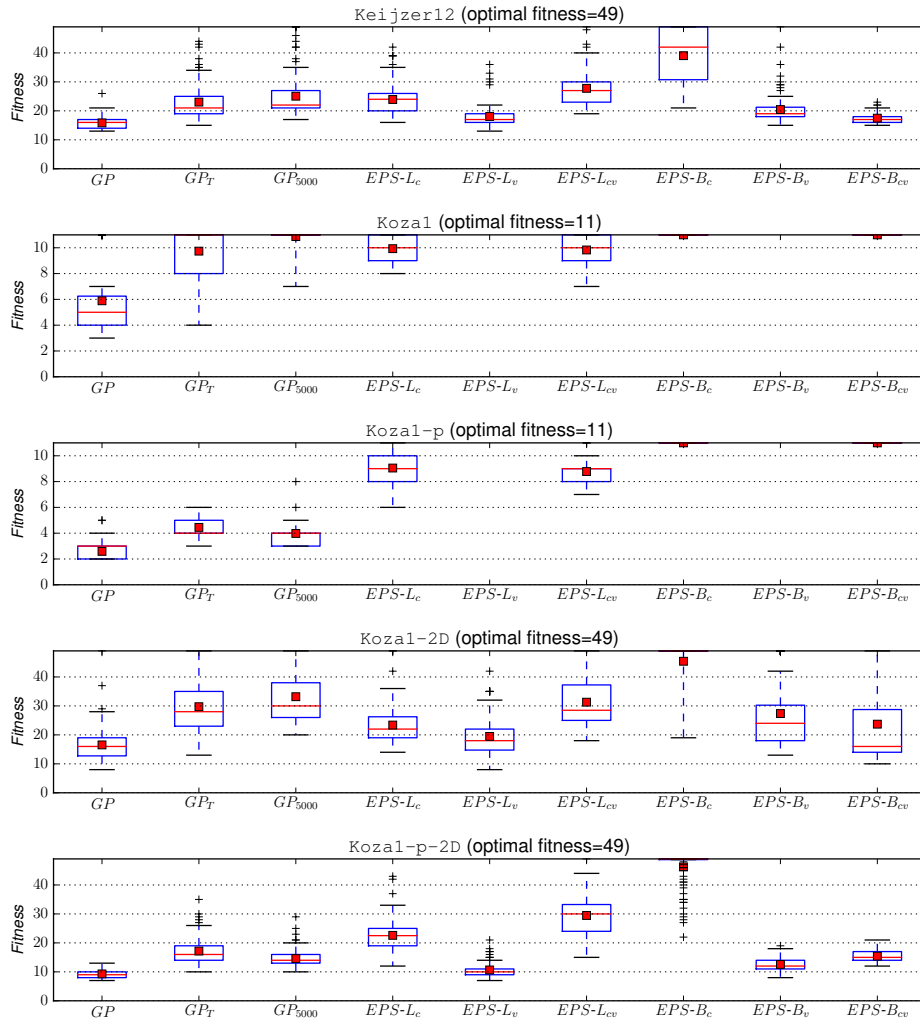 Keijzer12 (optimal fitness=49)
Fitness
40
30
20
10
0
GP GP_T GP_5000 EPS-L_c EPS-L_v EPS-L_cv EPS-B_c EPS-B_v EPS-B_cv
Koza1 (optimal fitness=11)
Fitness
10
8
6
4
2
0
GP GP_T GP_5000 EPS-L_c EPS-L_v EPS-L_cv EPS-B_c EPS-B_v EPS-B_cv
Koza1-p (optimal fitness=11)
Fitness
10
8
6
4
2
0
GP GP_T GP_5000 EPS-L_c EPS-L_v EPS-L_cv EPS-B_c EPS-B_v EPS-B_cv
Koza1-2D (optimal fitness=49)
Fitness
40
30
20
10
0
GP GP_T GP_5000 EPS-L_c EPS-L_v EPS-L_cv EPS-B_c EPS-B_v EPS-B_cv
Koza1-p-2D (optimal fitness=49)
Fitness
40
30
20
10
0
GP GP_T GP_5000 EPS-L_c EPS-L_v EPS-L_cv EPS-B_c EPS-B_v EPS-B_cv